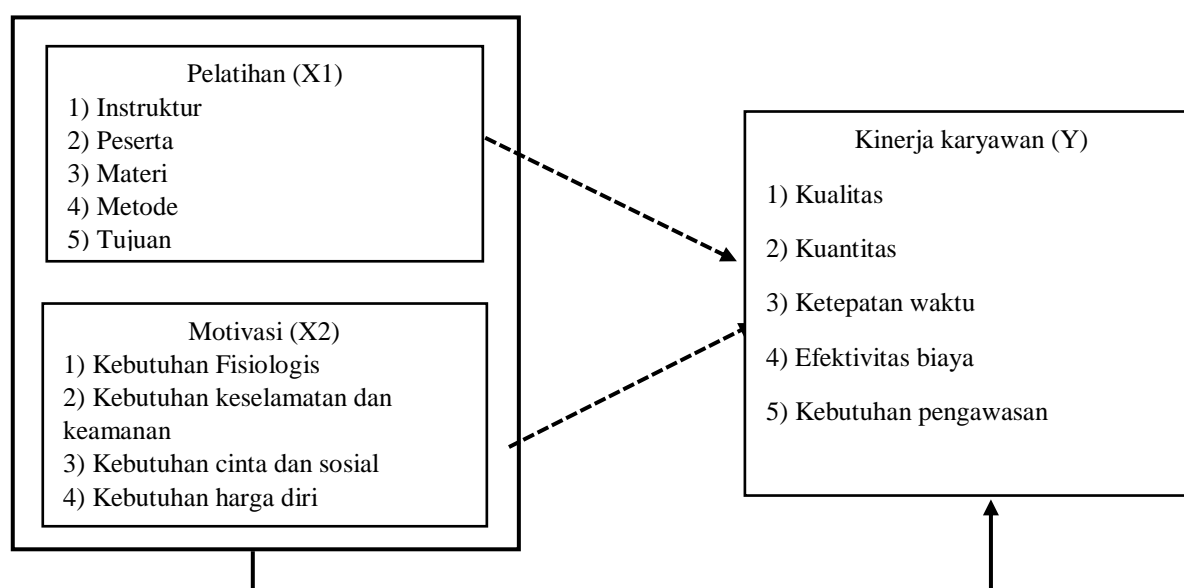 Pelatihan (X1)
1) Instruktur
2) Peserta
3) Materi
4) Metode
5) Tujuan
Motivasi (X2)
1) Kebutuhan Fisiologis
2) Kebutuhan keselamatan dan
keamanan
3) Kebutuhan cinta dan sosial
4) Kebutuhan harga diri
Kinerja karyawan (Y)
1) Kualitas
2) Kuantitas
3) Ketepatan waktu
4) Efektivitas biaya
5) Kebutuhan pengawasan